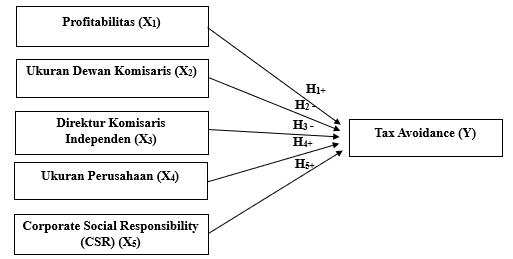 Profitabilitas (X1)
Ukuran Dewan Komisaris (X2)
Direktur Komisaris
Independen (X3)
Ukuran Perusahaan (X4)
Corporate Social Responsibility
(CSR) (X5)
H1+
H2 -
H3 -
H4+
H5+
Tax Avoidance (Y)